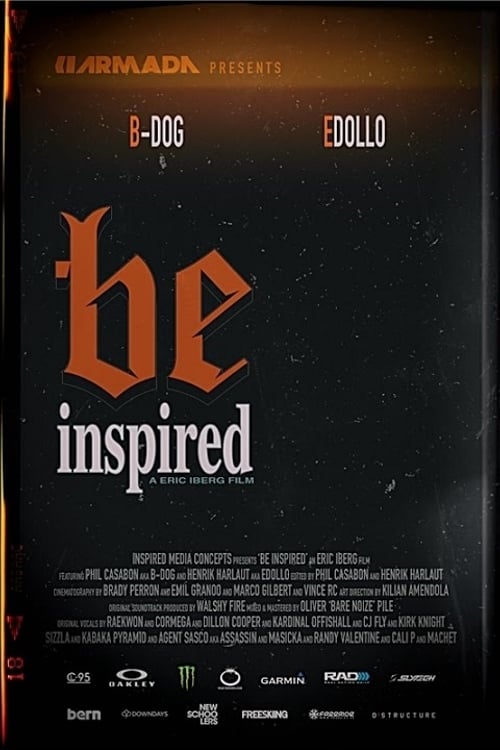 ARMADA PRESENTS
B-DOG EDOLLO
be
inspired
A ERIC IBERG FILM
INSPIRED MEDIA CONCEPTS PRESENTS 'BE INSPIRED' AN ERIC IBERG FILM
FEATURING PHIL CASABON AKA B-DOG AND HENRIK HARLAUT AKA EDOLLO EDITED BY PHIL CASABON AND HENRIK HARLAUT
CINEMATOGRAPHY BY BRADY PERRON AND EMIL GRANOO AND MARCO GILBERT AND VINCE RC ART DIRECTION BY KILIAN AMENDOLA
ORIGINAL SOUNDTRACK PRODUCED BY WALSHY FIRE MIXED & MASTERED BY OLIVER 'BARE NOIZE' PILE
ORIGINAL VOCALS BY RAEKWON AND CORMEGA AND DILLON COOPER AND KARDINAL OFFISHALL AND CJ FLY AND KIRK KNIGHT
SIZZLA AND KABAKA PYRAMID AND AGENT SASCO AKA ASSASSIN AND MASICKA AND RANDY VALENTINE AND CALI P AND MACHET
C-95 OAKLEY GARMIN RAD SLYTECH
bern DOWNDAYS NEW SCHOOLERS FREESKIING D'STRUCTURE
18